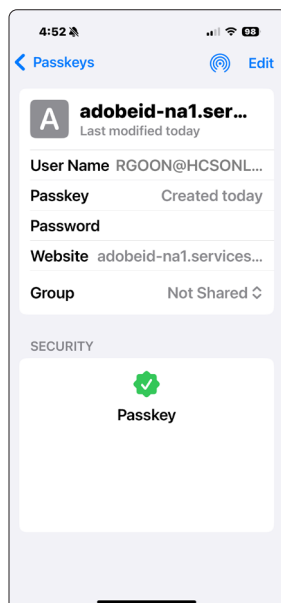 4:52
98
Passkeys
Edit
A
adobeid-na1.ser...
Last modified today
User Name RGOON@HCSONL...
Passkey Created today
Password
Website adobeid-na1.services...
Group Not Shared
SECURITY
Passkey